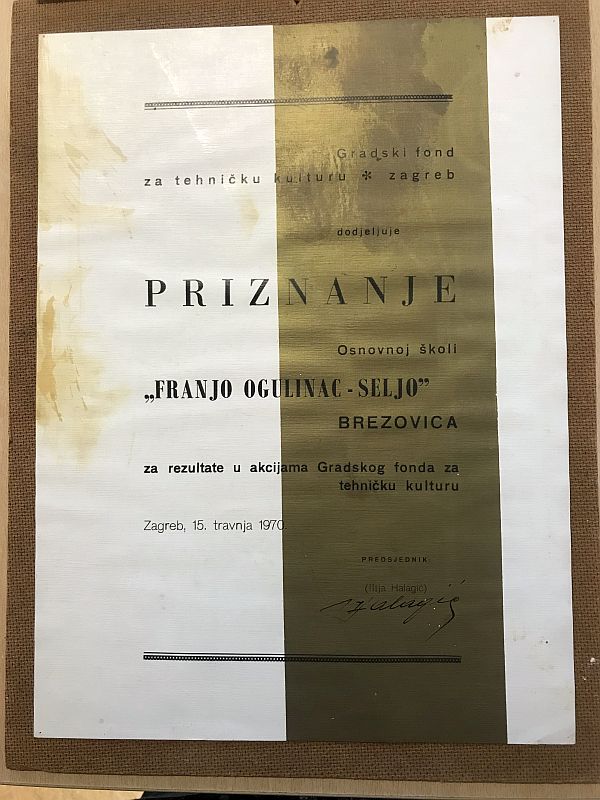 Gradski fond
za tehničku kulturu * zagreb
dodjeljuje
PRIZNANJE
Osnovnoj školi
„FRANJO OGULINAC - SELJO”
BREZOVICA
za rezultate u akcijama Gradskog fonda za
tehničku kulturu
Zagreb, 15. travnja 1970.
PREDSJEDNIK:
(Ilija Halagić)
Halagić